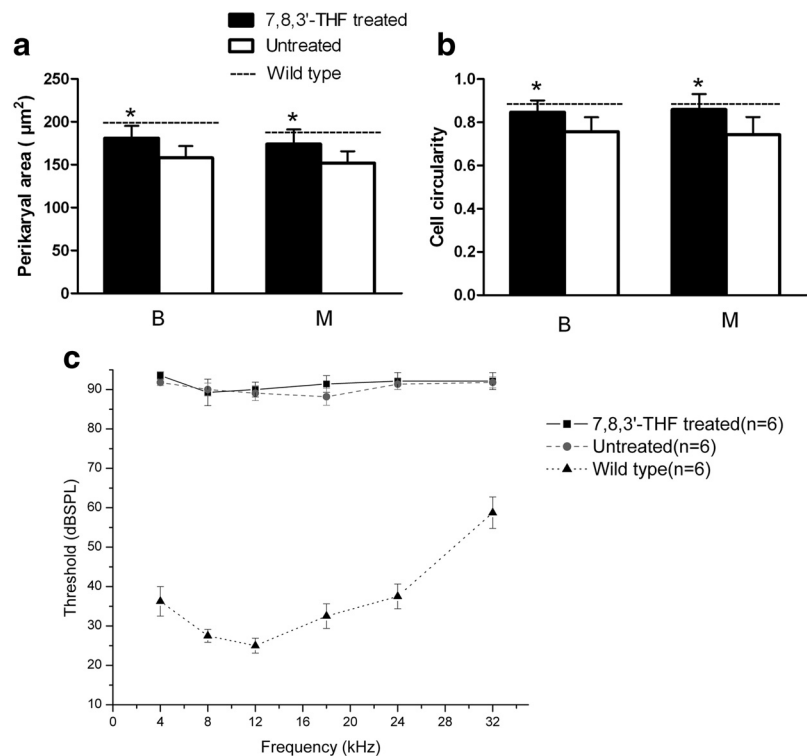 7,8,3'-THF treated
Untreated
Wild type
a
Perikaryal area ( μm²)
250
200
150
100
50
0
*
*
B
M
b
Cell circularity
1.0
0.8
0.6
0.4
0.2
0.0
*
*
B
M
c
Threshold (dBSPL)
90
80
70
60
50
40
30
20
10
0
4
8
12
16
20
24
28
32
Frequency (kHz)
7,8,3'-THF treated(n=6)
Untreated(n=6)
Wild type(n=6)